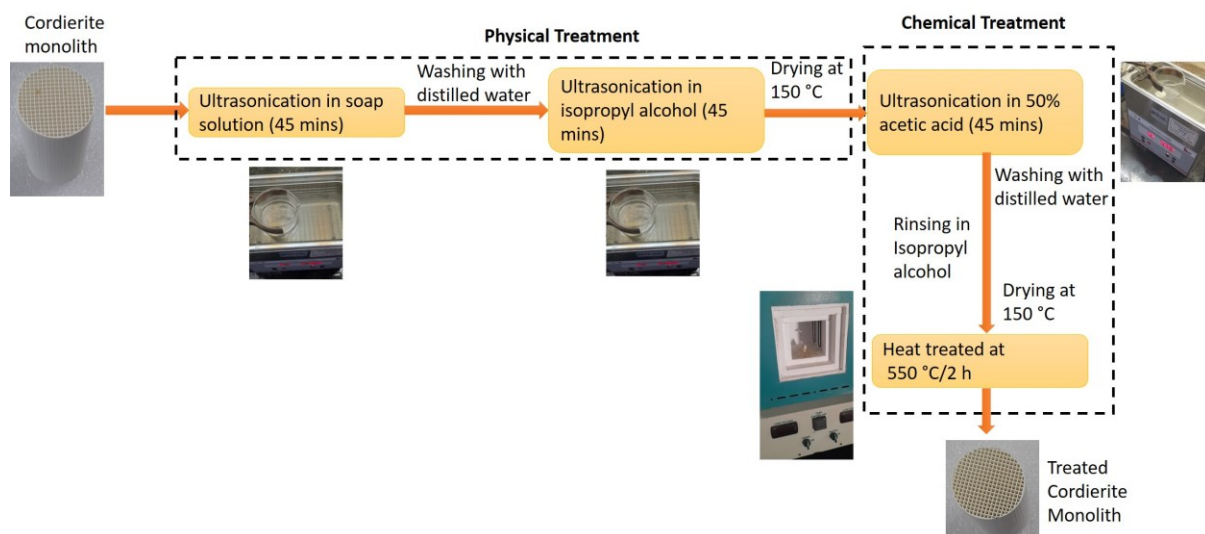 Cordierite
monolith
Physical Treatment
Chemical Treatment
Ultrasonication in soap
solution (45 mins)
Washing with
distilled water
Ultrasonication in
isopropyl alcohol (45
mins)
Drying at
150 °C
Ultrasonication in 50%
acetic acid (45 mins)
Washing with
distilled water
Rinsing in
Isopropyl
alcohol
Drying at
150 °C
Heat treated at
550 °C/2 h
Treated
Cordierite
Monolith